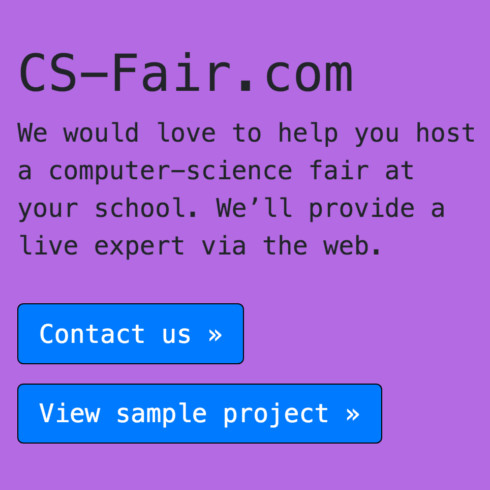 CS-Fair.com
We would love to help you host
a computer-science fair at
your school. We’ll provide a
live expert via the web.
Contact us »
View sample project »